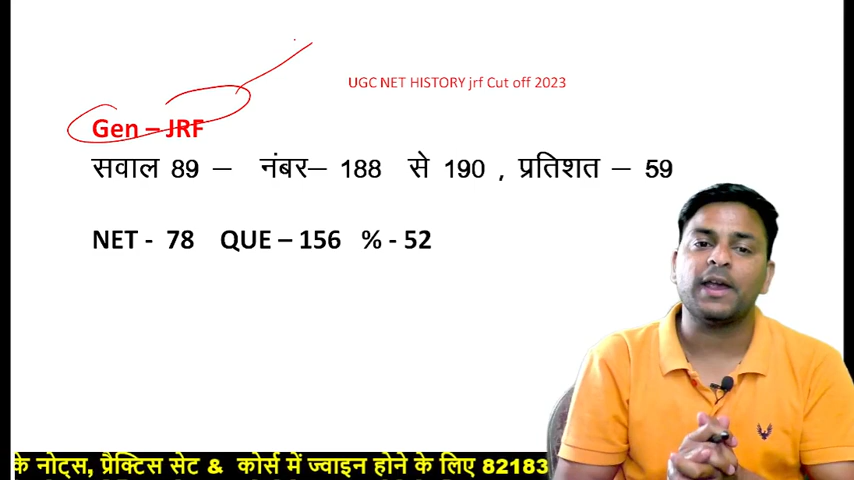 UGC NET HISTORY jrf Cut off 2023
Gen – JRF
सवाल 89 – नंबर– 188 से 190 , प्रतिशत – 59
NET - 78 QUE – 156 % - 52
के नोट्स, प्रैक्टिस सेट & कोर्स में ज्वाइन होने के लिए 82183